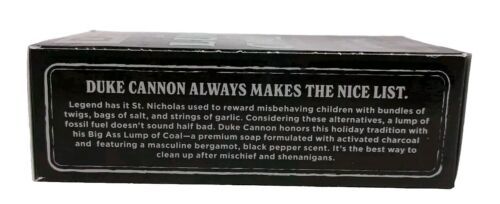 DUKE CANNON ALWAYS MAKES THE NICE LIST.
Legend has it St. Nicholas used to reward misbehaving children with bundles of
twigs, bags of salt, and strings of garlic. Considering these alternatives, a lump of
fossil fuel doesn't sound half bad. Duke Cannon honors this holiday tradition with
his Big Ass Lump of Coal—a premium soap formulated with activated charcoal
and featuring a masculine bergamot, black pepper scent. It's the best way to
clean up after mischief and shenanigans.